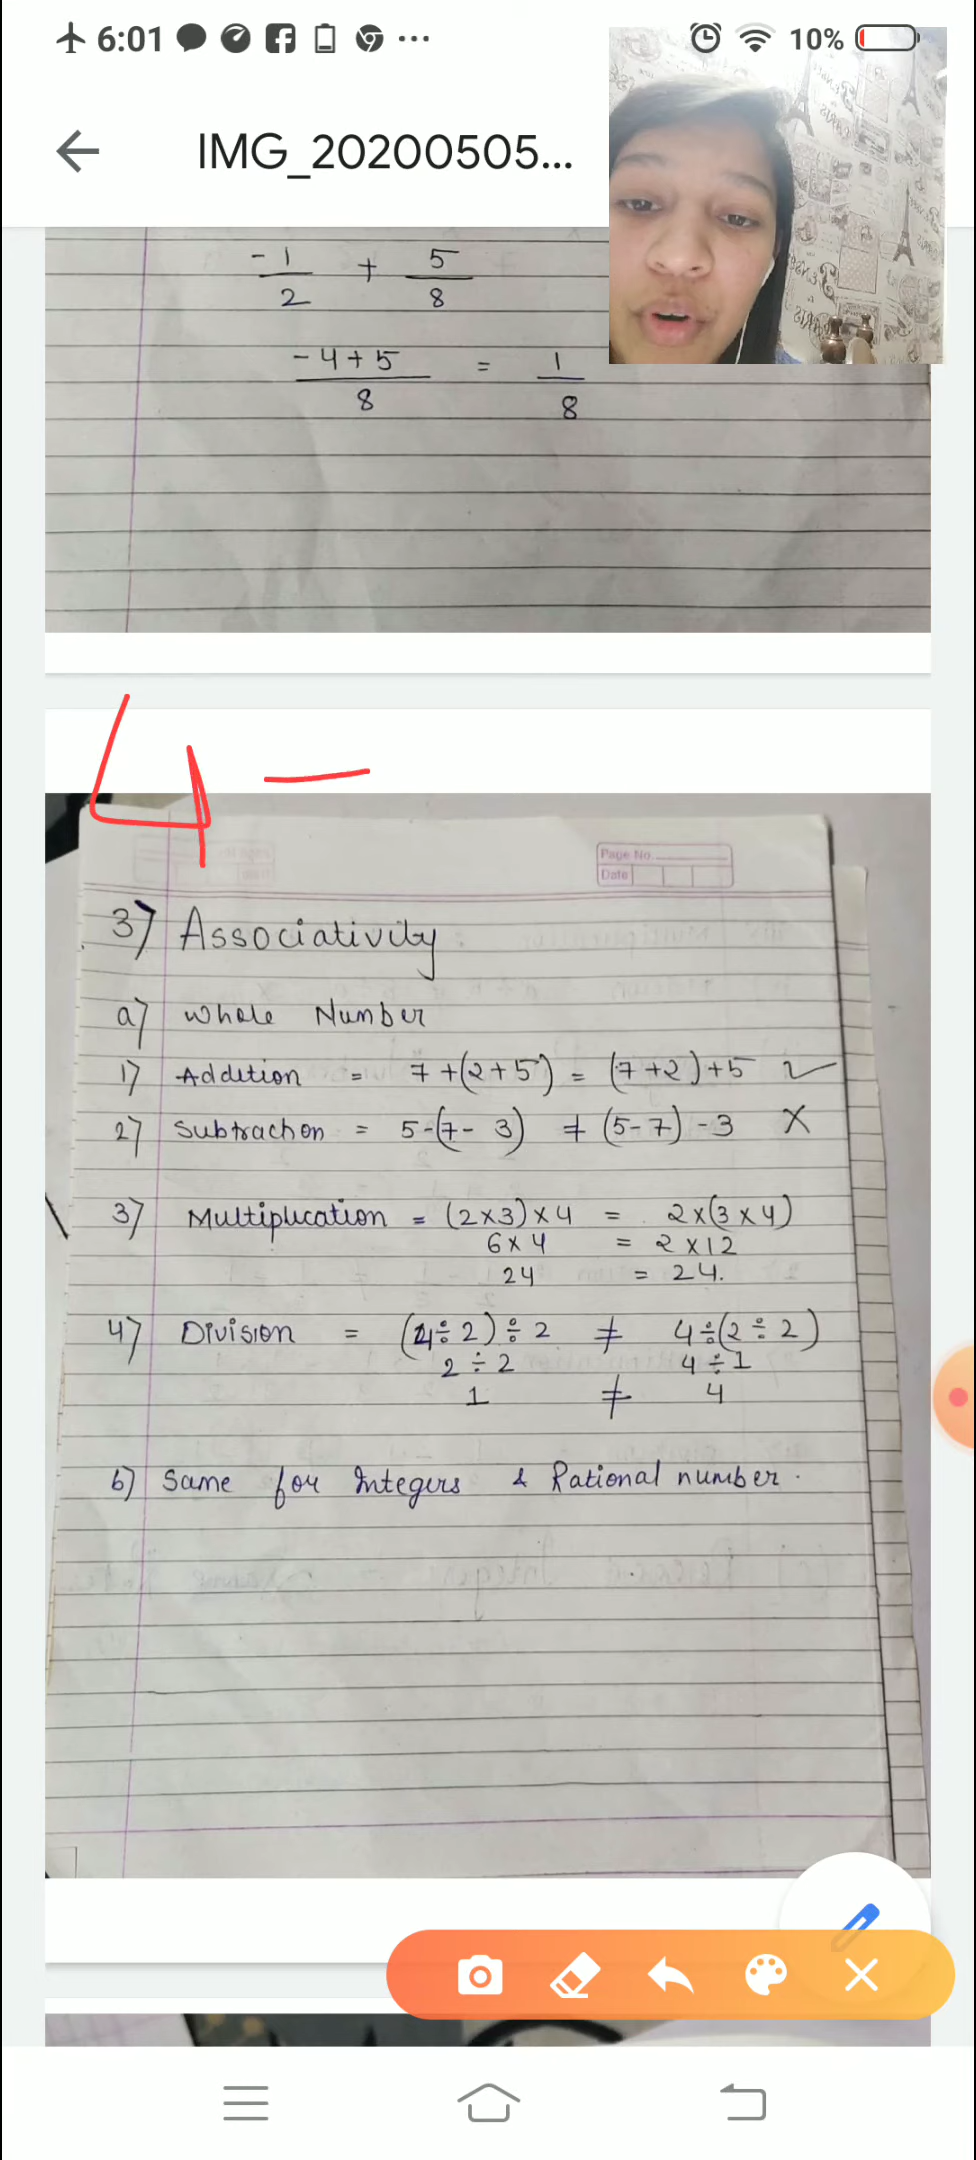 6:01
10%
IMG_20200505...
-1/2 + 5/8
-4+5/8 = 1/8
4 -
Page No.
Date
3) Associativity
a) Whole Number
1) Addition = 7+(2+5) = (7+2)+5 ✓
2) Subtraction = 5-(7-3) ≠ (5-7)-3 X
3) Multiplication = (2×3)×4 = 2×(3×4)
6×4 = 2×12
24 = 24.
4) Division = (4÷2)÷2 ≠ 4÷(2÷2)
2÷2 4÷1
1 ≠ 4
b) Same for Integers & Rational number.